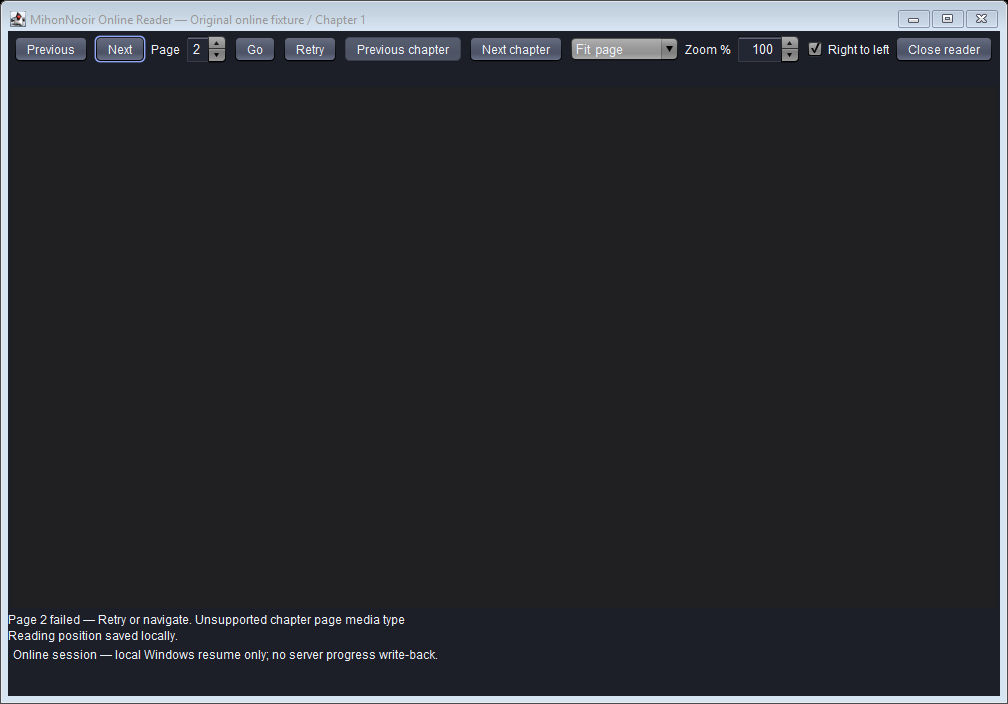 MihonNooir Online Reader — Original online fixture / Chapter 1
Previous Next Page 2 Go Retry Previous chapter Next chapter Fit page Zoom % 100 Right to left Close reader
Page 2 failed — Retry or navigate. Unsupported chapter page media type
Reading position saved locally.
Online session — local Windows resume only; no server progress write-back.